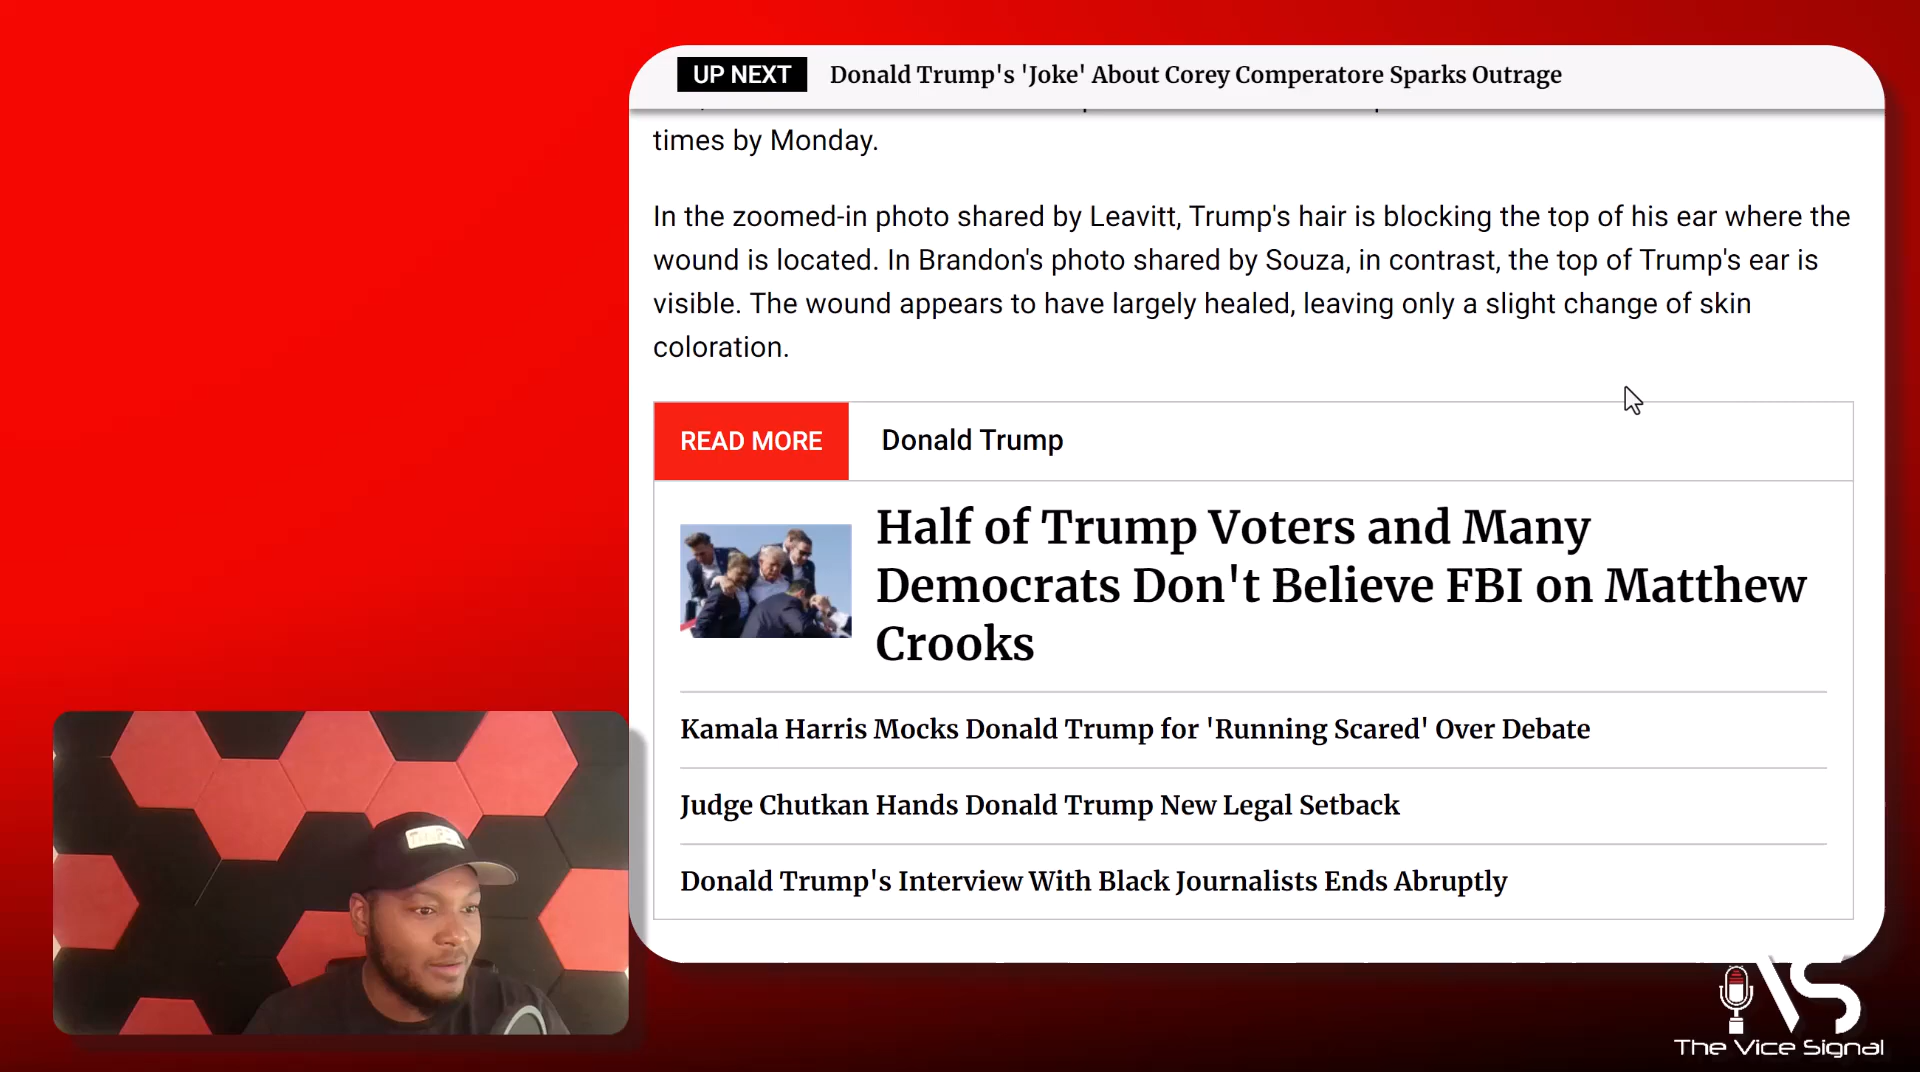 UP NEXT Donald Trump's 'Joke' About Corey Comperatore Sparks Outrage
times by Monday.
In the zoomed-in photo shared by Leavitt, Trump's hair is blocking the top of his ear where the
wound is located. In Brandon's photo shared by Souza, in contrast, the top of Trump's ear is
visible. The wound appears to have largely healed, leaving only a slight change of skin
coloration.
READ MORE Donald Trump
Half of Trump Voters and Many
Democrats Don't Believe FBI on Matthew
Crooks
Kamala Harris Mocks Donald Trump for 'Running Scared' Over Debate
Judge Chutkan Hands Donald Trump New Legal Setback
Donald Trump's Interview With Black Journalists Ends Abruptly
VS
The Vice Signal